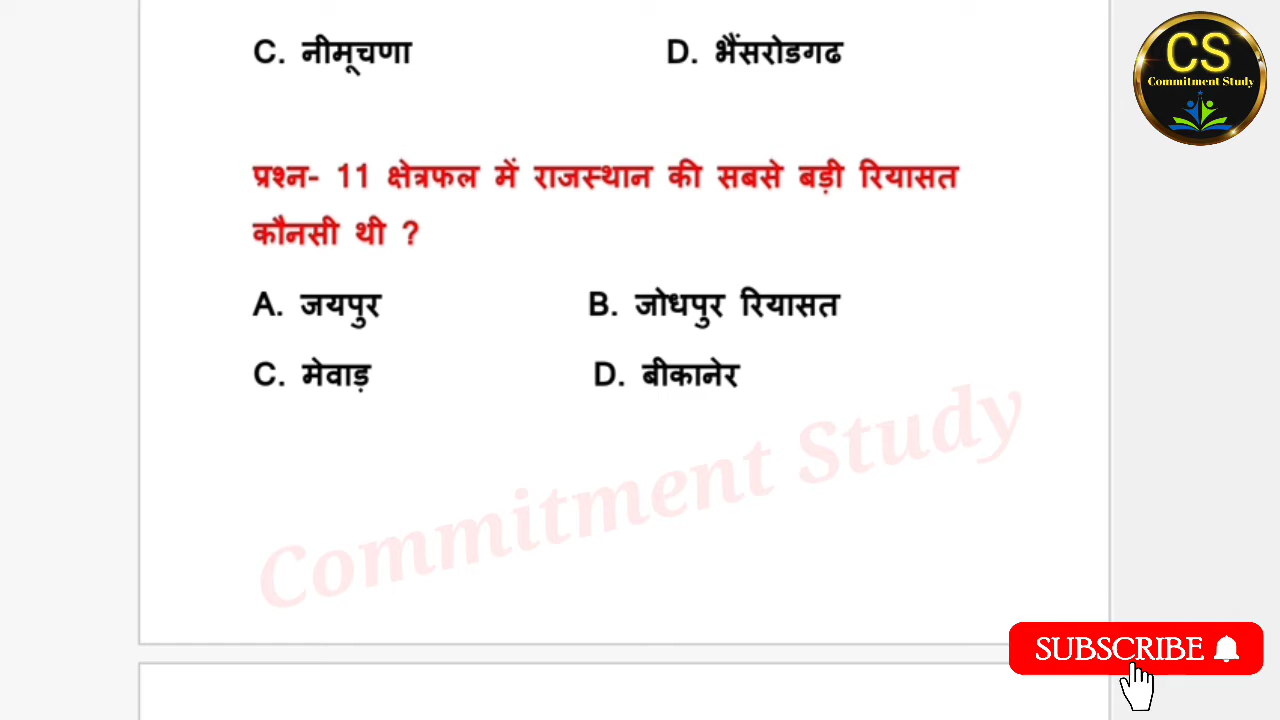 C. नीमूचणा D. भैंसरोडगढ
CS
Commitment Study
प्रश्न- 11 क्षेत्रफल में राजस्थान की सबसे बड़ी रियासत
कौनसी थी ?
A. जयपुर B. जोधपुर रियासत
C. मेवाड़ D. बीकानेर
Commitment Study
SUBSCRIBE